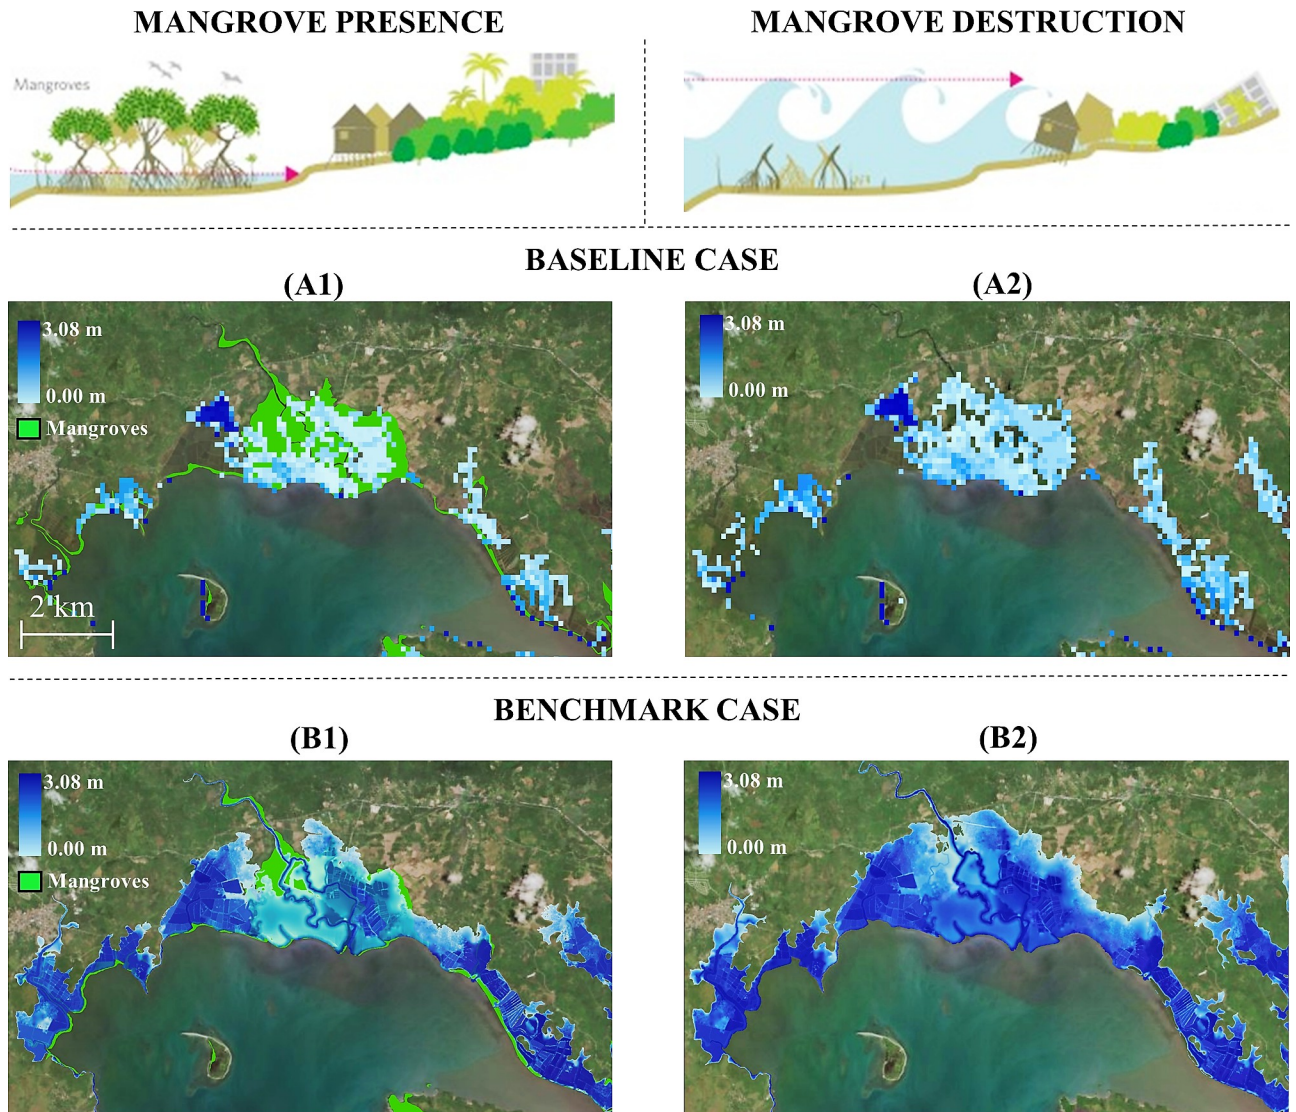 MANGROVE PRESENCE
MANGROVE DESTRUCTION
Mangroves
BASELINE CASE
(A1)
(A2)
3.08 m
0.00 m
Mangroves
2 km
3.08 m
0.00 m
BENCHMARK CASE
(B1)
(B2)
3.08 m
0.00 m
Mangroves
3.08 m
0.00 m